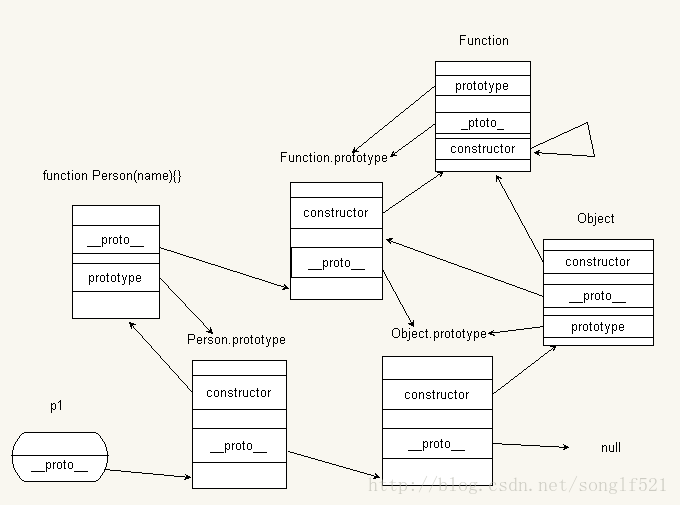 Function
prototype
_ptoto_
constructor
Function.prototype
constructor
__proto__
function Person(name){}
__proto__
prototype
Object
constructor
__proto__
prototype
Person.prototype
constructor
__proto__
Object.prototype
constructor
__proto__
null
p1
__proto__
http://blog.csdn.net/songlf521